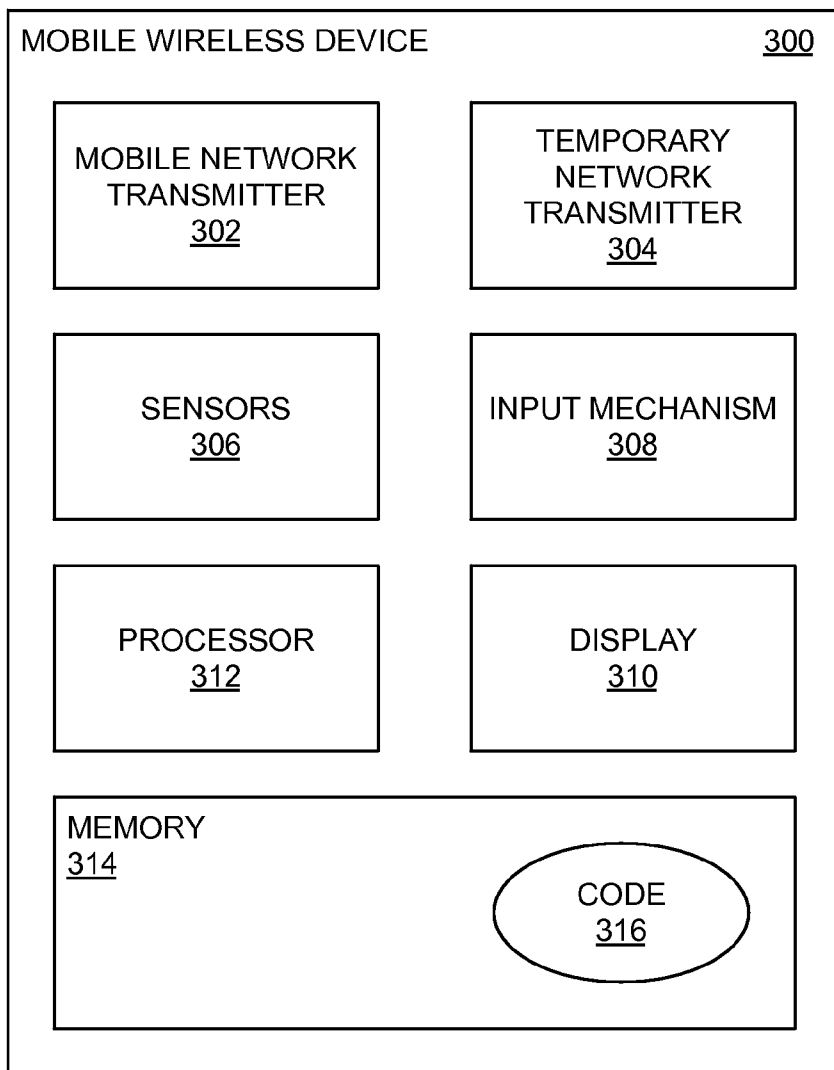 MOBILE WIRELESS DEVICE 300
MOBILE NETWORK
TRANSMITTER
302
TEMPORARY
NETWORK
TRANSMITTER
304
SENSORS
306
INPUT MECHANISM
308
PROCESSOR
312
DISPLAY
310
MEMORY
314
CODE
316